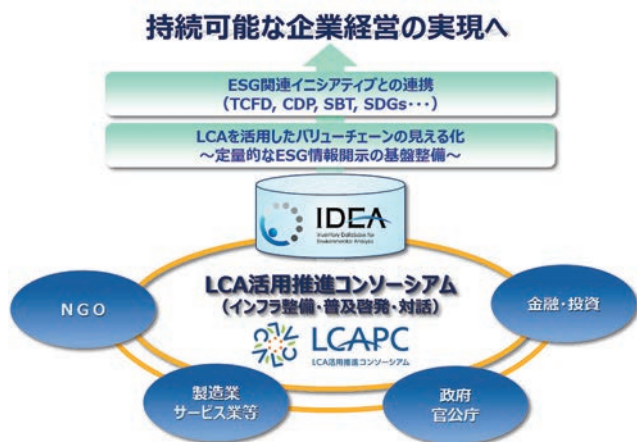 持続可能な企業経営の実現へ
ESG関連イニシアティブとの連携
(TCFD, CDP, SBT, SDGs・・・)
LCAを活用したバリューチェーンの見える化
~定量的なESG情報開示の基盤整備~
IDEA
Inventory Database for
Environmental Analysis
LCA活用推進コンソーシアム
(インフラ整備・普及啓発・対話)
LCAPC
LCA活用推進コンソーシアム
NGO
金融・投資
製造業
サービス業等
政府
官公庁